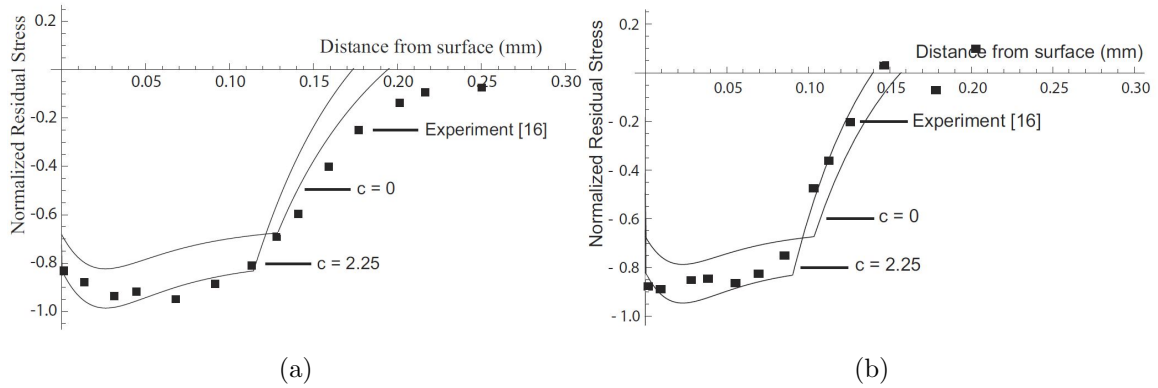 Normalized Residual Stress
0.2
Distance from surface (mm)
0.05
0.10
0.15
0.20
0.25
0.30
-0.2
Experiment [16]
-0.4
c = 0
-0.6
-0.8
c = 2.25
-1.0
(a)
Normalized Residual Stress
0.2
Distance from surface (mm)
0.05
0.10
0.15
0.20
0.25
0.30
- 0.2
Experiment [16]
- 0.4
- 0.6
c = 0
- 0.8
c = 2.25
- 1.0
(b)